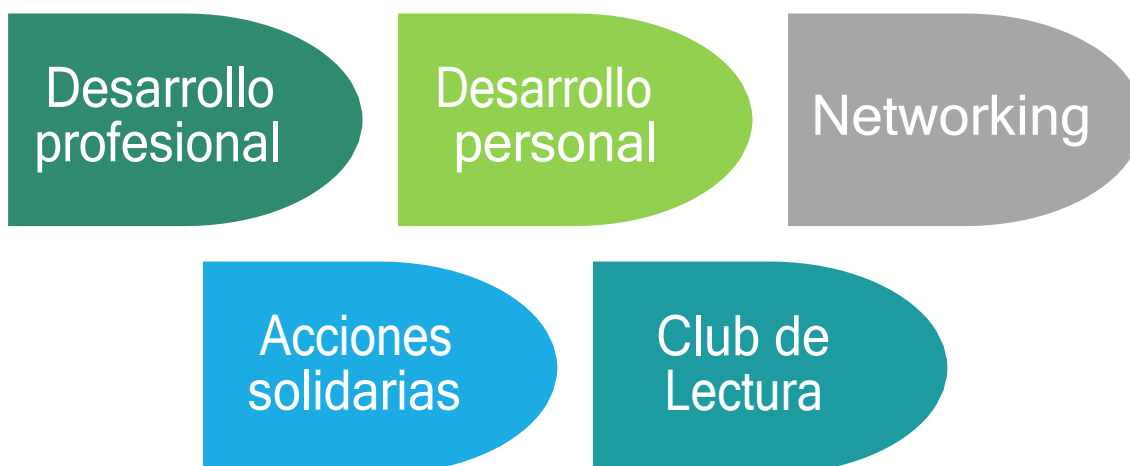 Desarrollo
profesional
Desarrollo
personal
Networking
Acciones
solidarias
Club de
Lectura